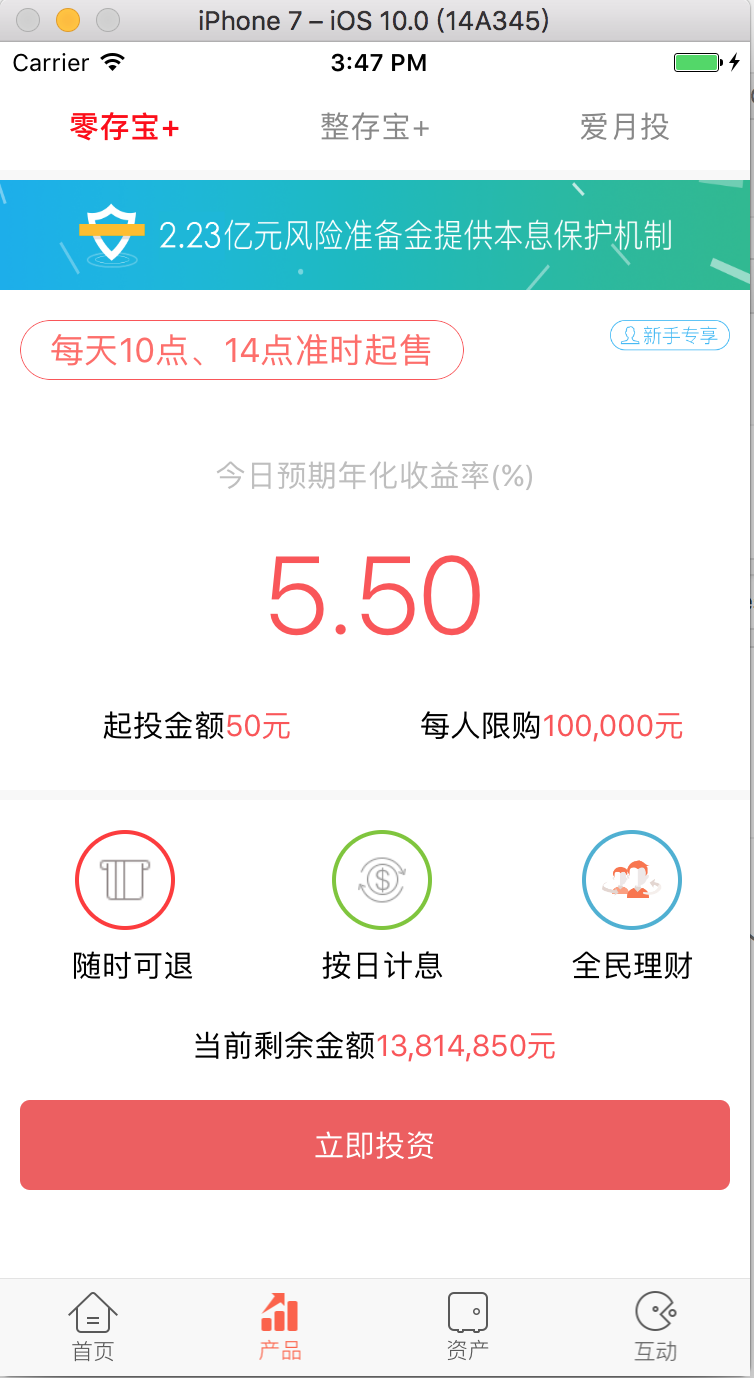 iPhone 7 – iOS 10.0 (14A345)
Carrier 3:47 PM
零存宝+ 整存宝+ 爱月投
2.23亿元风险准备金提供本息保护机制
每天10点、14点准时起售 新手专享
今日预期年化收益率(%)
5.50
起投金额50元 每人限购100,000元
$
随时可退 按日计息 全民理财
当前剩余金额13,814,850元
立即投资
首页 产品 资产 互动